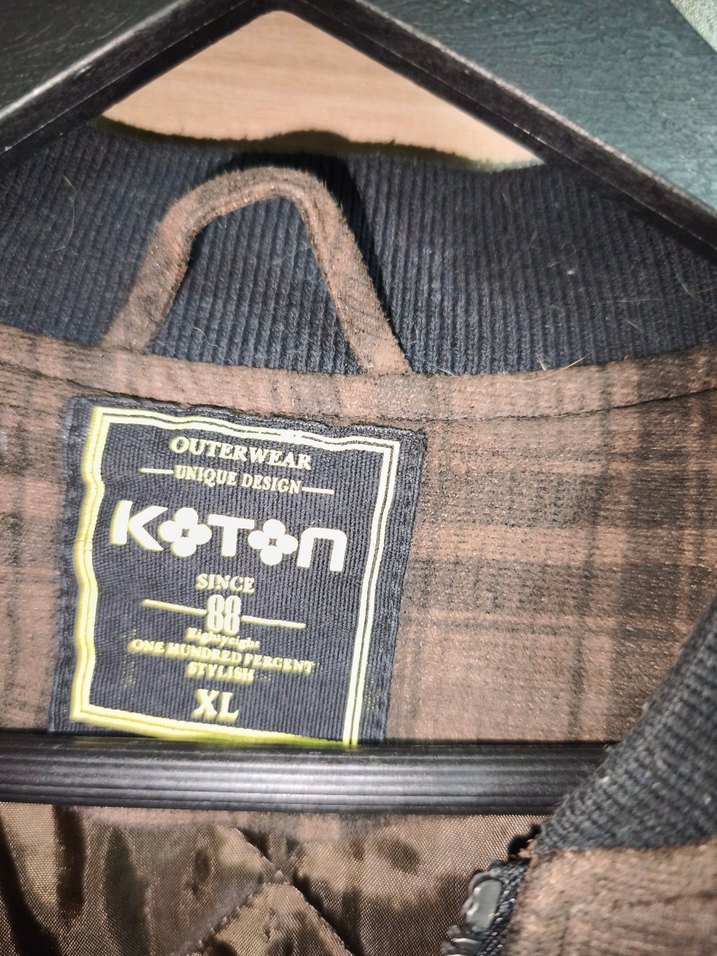 OUTERWEAR
UNIQUE DESIGN
KOTON
SINCE
88
Eightyeight
ONE HUNDRED PERCENT
STYLISH
XL